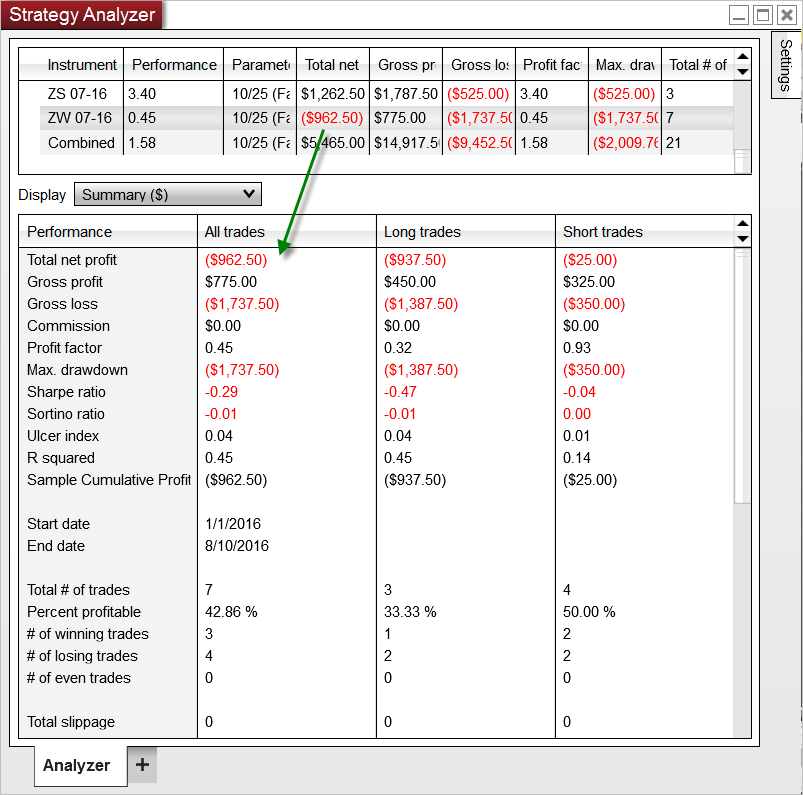 Strategy Analyzer
Settings
Instrument Performance Paramet Total net Gross pr Gross los Profit fac Max. drav Total # of
ZS 07-16 3.40 10/25 (Fa $1,262.50 $1,787.50 ($525.00) 3.40 ($525.00) 3
ZW 07-16 0.45 10/25 (Fa ($962.50) $775.00 ($1,737.50 0.45 ($1,737.50 7
Combined 1.58 10/25 (Fa $5,465.00 $14,917.50 ($9,452.50 1.58 ($2,009.76 21
Display Summary ($)
Performance All trades Long trades Short trades
Total net profit ($962.50) ($937.50) ($25.00)
Gross profit $775.00 $450.00 $325.00
Gross loss ($1,737.50) ($1,387.50) ($350.00)
Commission $0.00 $0.00 $0.00
Profit factor 0.45 0.32 0.93
Max. drawdown ($1,737.50) ($1,387.50) ($350.00)
Sharpe ratio -0.29 -0.47 -0.04
Sortino ratio -0.01 -0.01 0.00
Ulcer index 0.04 0.04 0.01
R squared 0.45 0.45 0.14
Sample Cumulative Profit ($962.50) ($937.50) ($25.00)
Start date 1/1/2016
End date 8/10/2016
Total # of trades 7 3 4
Percent profitable 42.86 % 33.33 % 50.00 %
# of winning trades 3 1 2
# of losing trades 4 2 2
# of even trades 0 0 0
Total slippage 0 0 0
Analyzer +